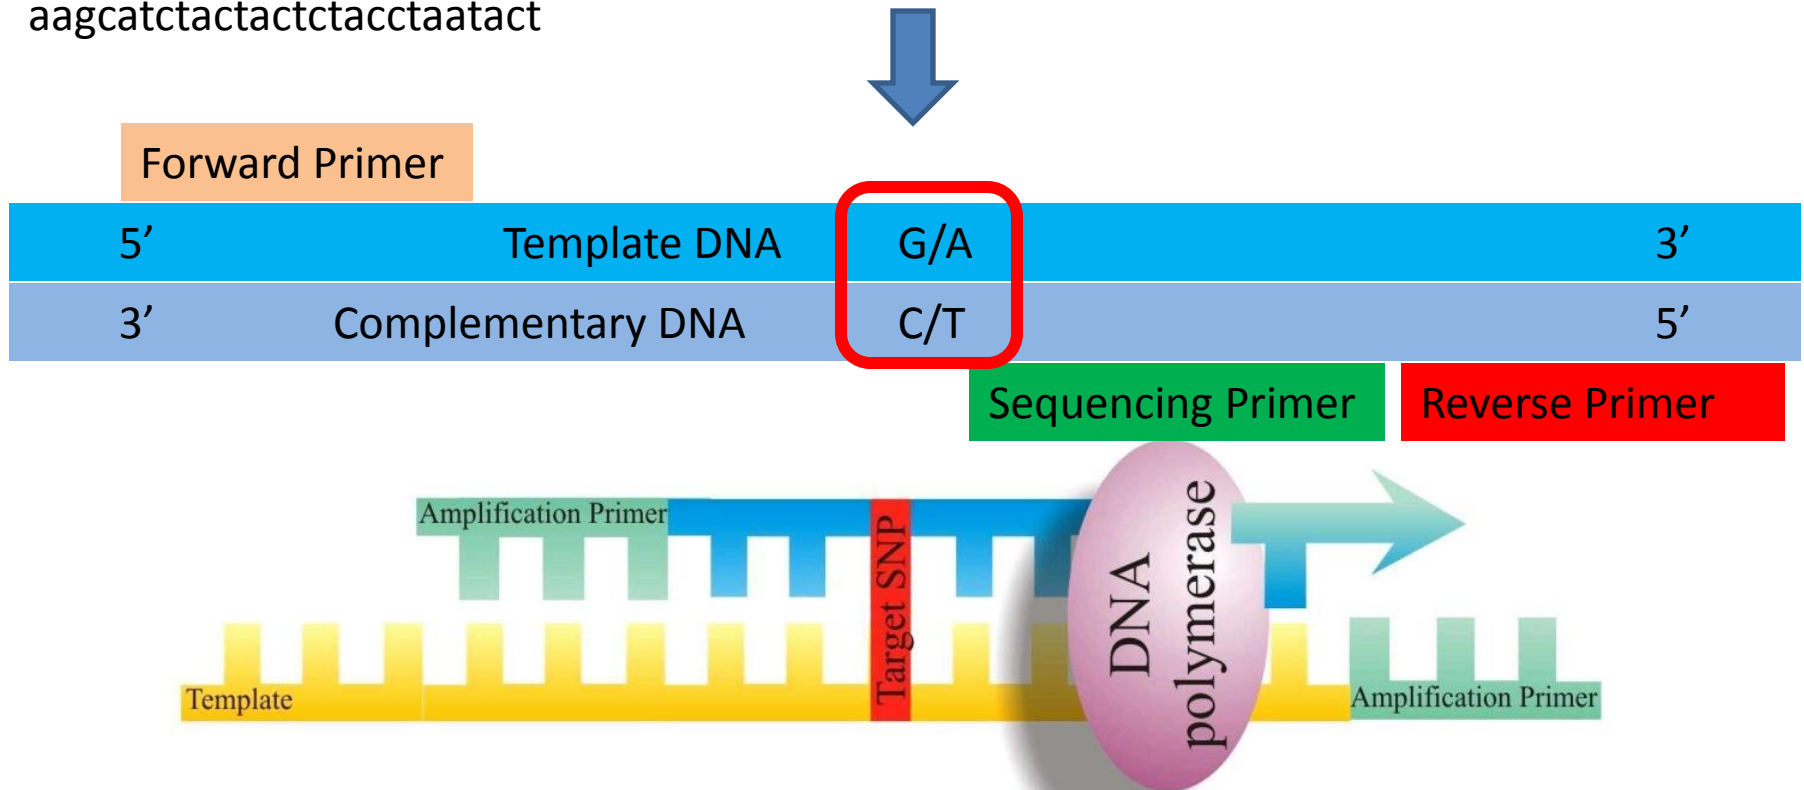 aagcatctactactctacctaatact
Forward Primer
5’ Template DNA G/A 3’
3’ Complementary DNA C/T 5’
Sequencing Primer Reverse Primer
Amplification Primer
Target SNP
DNA
polymerase
Template
Amplification Primer